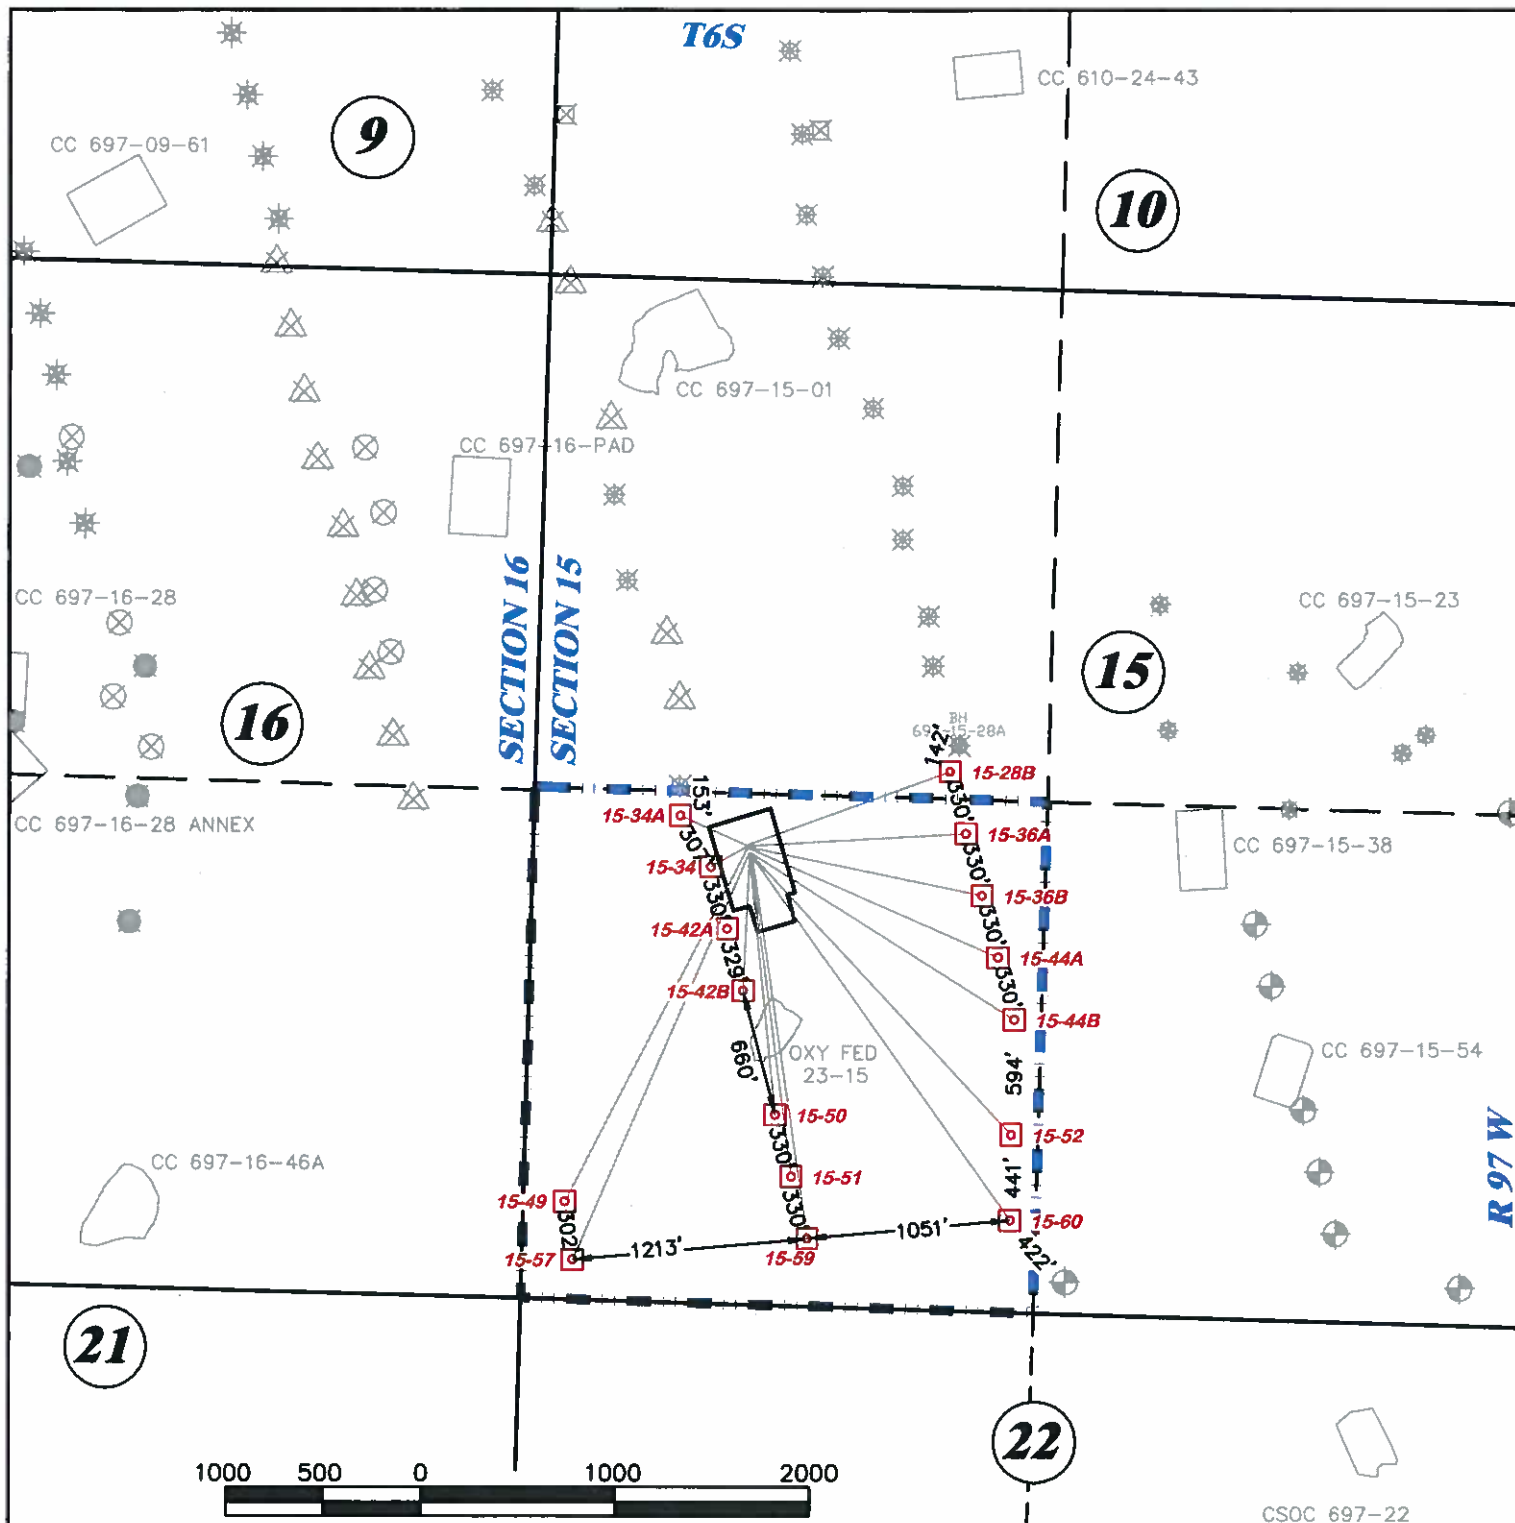 T6S
CC 610-24-43
9
CC 697-09-61
10
CC 697-15-01
CC 697-16-PAD
SECTION 16
SECTION 15
CC 697-16-28
CC 697-15-23
15
16
BH
697-15-28A
142'
15-28B
153'
330'
15-34A
CC 697-16-28 ANNEX
307'
15-36A
CC 697-15-38
15-34
330'
330'
15-36B
15-42A
330'
329'
15-44A
15-42B
330'
15-44B
OXY FED
23-15
CC 697-15-54
660'
594'
15-50
15-52
330'
R 97 W
CC 697-16-46A
15-51
441'
15-49
330'
302'
15-60
1051'
1213'
15-57
15-59
422'
21
22
1000 500 0 1000 2000
CSOC 697-22